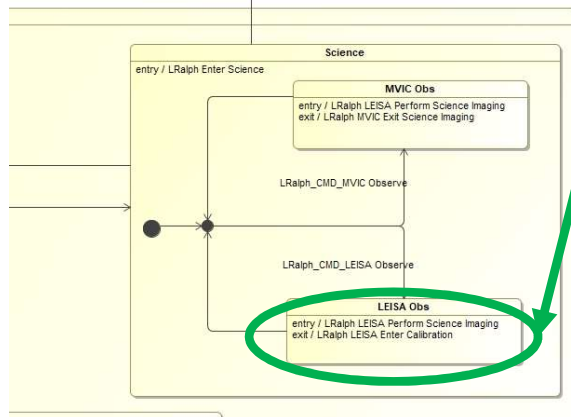 Science
entry / LRalph Enter Science
MVIC Obs
entry / LRalph LEISA Perform Science Imaging
exit / LRalph MVIC Exit Science Imaging
LRalph_CMD_MVIC Observe
LRalph_CMD_LEISA Observe
LEISA Obs
entry / LRalph LEISA Perform Science Imaging
exit / LRalph LEISA Enter Calibration